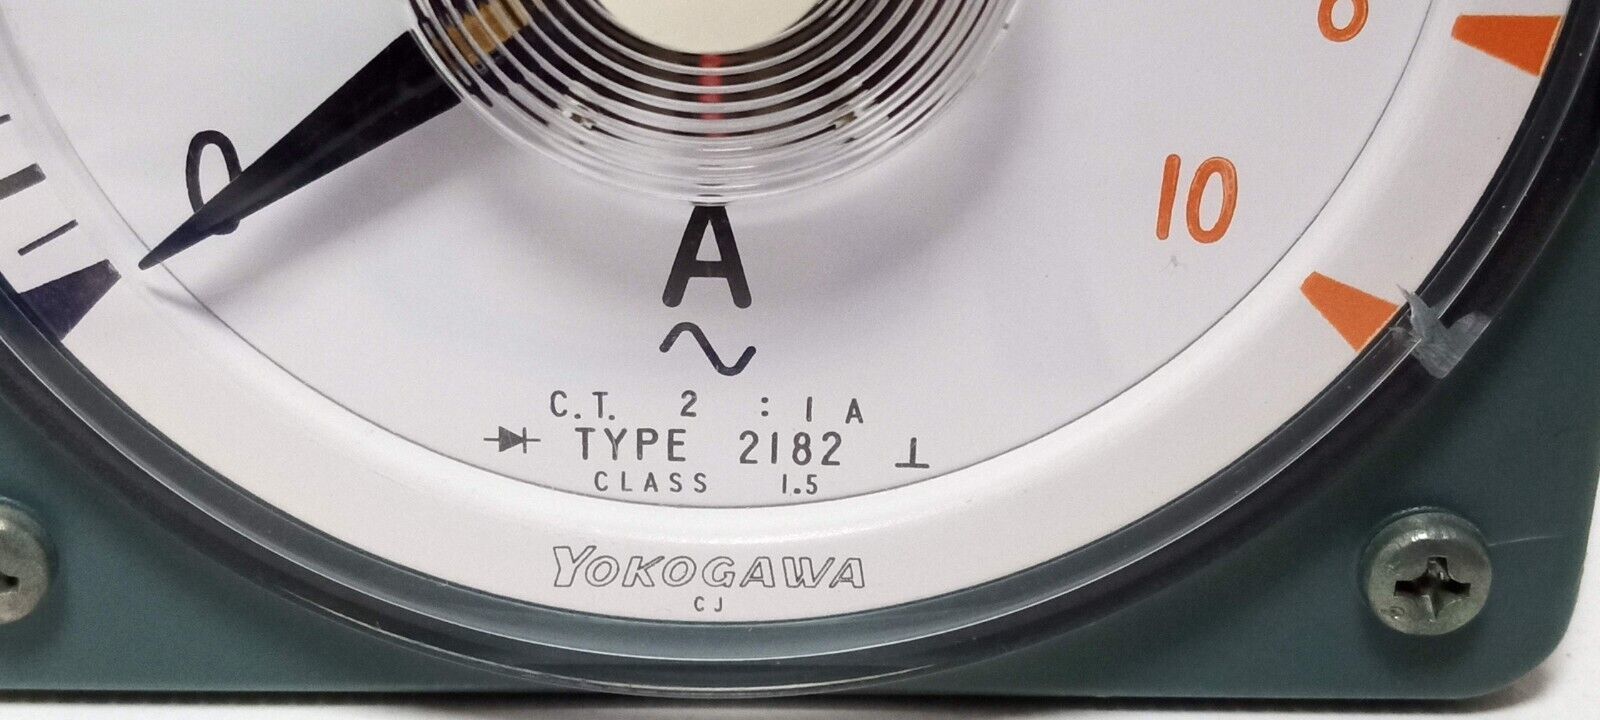 0
10
A
C.T. 2 : 1 A
TYPE 2182
CLASS 1.5
YOKOGAWA
CJ